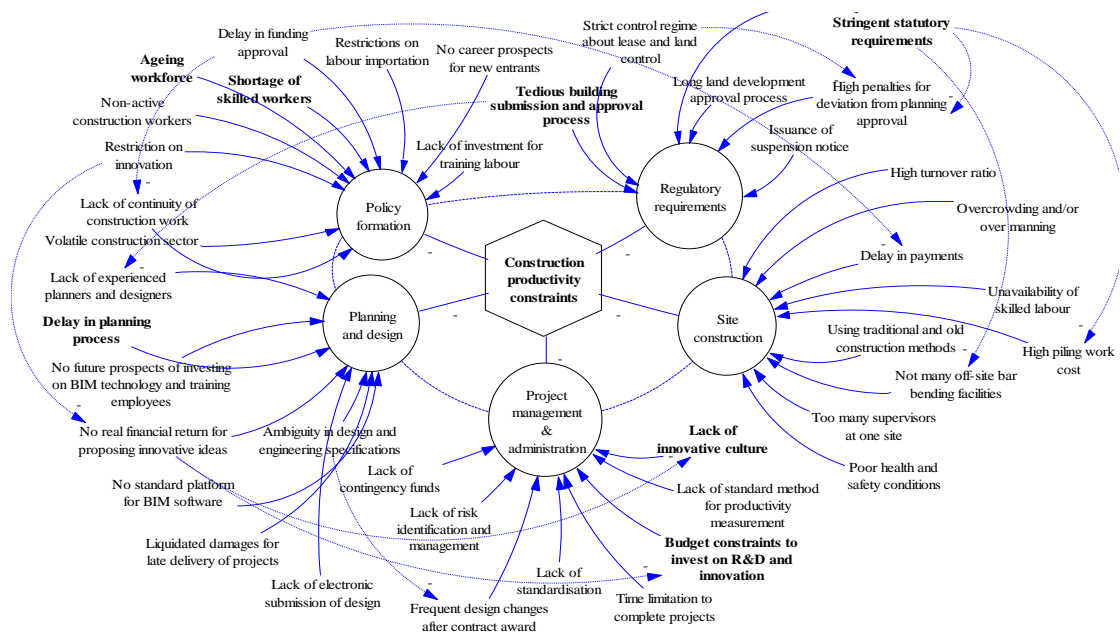 Delay in funding
approval
Restrictions on
labour importation
No career prospects
for new entrants
Strict control regime
about lease and land
control
Stringent statutory
requirements
Ageing
workforce
Shortage of
skilled workers
Non-active
construction workers
Restriction on
innovation
Lack of investment for
training labour
Tedious building
submission and approval
process
Long land development
approval process
High penalties for
deviation from planning
approval
Issuance of
suspension notice
Lack of continuity of
construction work
Volatile construction sector
Policy
formation
Regulatory
requirements
High turnover ratio
Overcrowding and/or
over manning
Delay in payments
Lack of experienced
planners and designers
Construction
productivity
constraints
Unavailability of
skilled labour
Delay in planning
process
Planning
and design
Site
construction
Using traditional and old
construction methods
High piling work
cost
No future prospects of investing
on BIM technology and training
employees
Not many off-site bar
bending facilities
Project
management
&
administration
Too many supervisors
at one site
No real financial return for
proposing innovative ideas
Ambiguity in design and
engineering specifications
Lack of
innovative culture
Poor health and
safety conditions
Lack of
contingency funds
No standard platform
for BIM software
Lack of standard method
for productivity
measurement
Lack of risk
identification and
management
Liquidated damages for
late delivery of projects
Budget constraints to
invest on R&D and
innovation
Lack of electronic
submission of design
Lack of
standardisation
Frequent design changes
after contract award
Time limitation to
complete projects